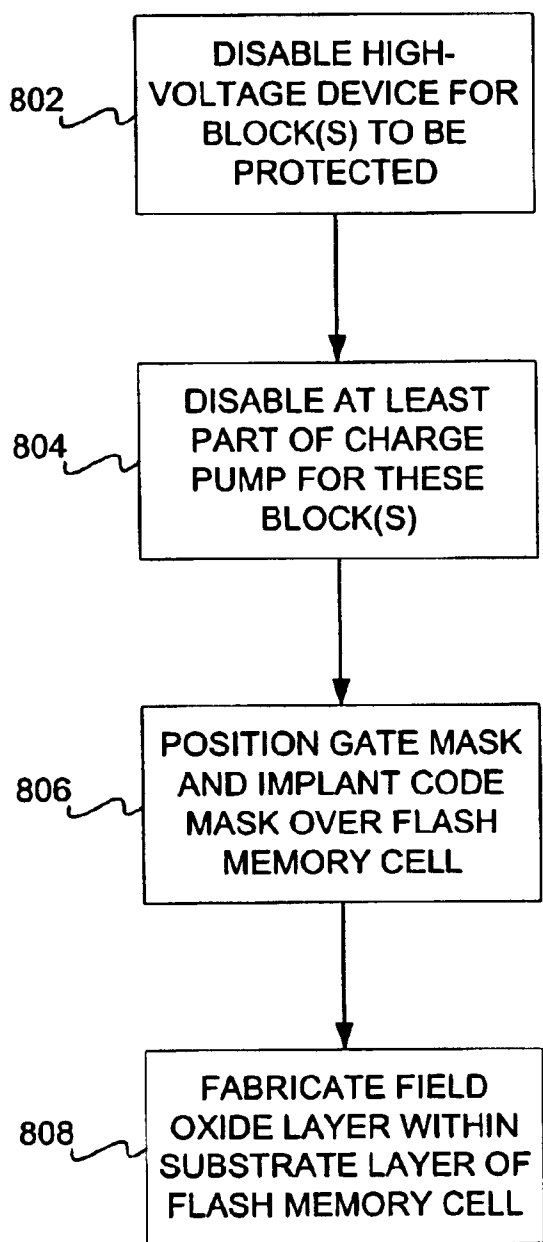 802
DISABLE HIGH-
VOLTAGE DEVICE FOR
BLOCK(S) TO BE
PROTECTED
804
DISABLE AT LEAST
PART OF CHARGE
PUMP FOR THESE
BLOCK(S)
806
POSITION GATE MASK
AND IMPLANT CODE
MASK OVER FLASH
MEMORY CELL
808
FABRICATE FIELD
OXIDE LAYER WITHIN
SUBSTRATE LAYER OF
FLASH MEMORY CELL